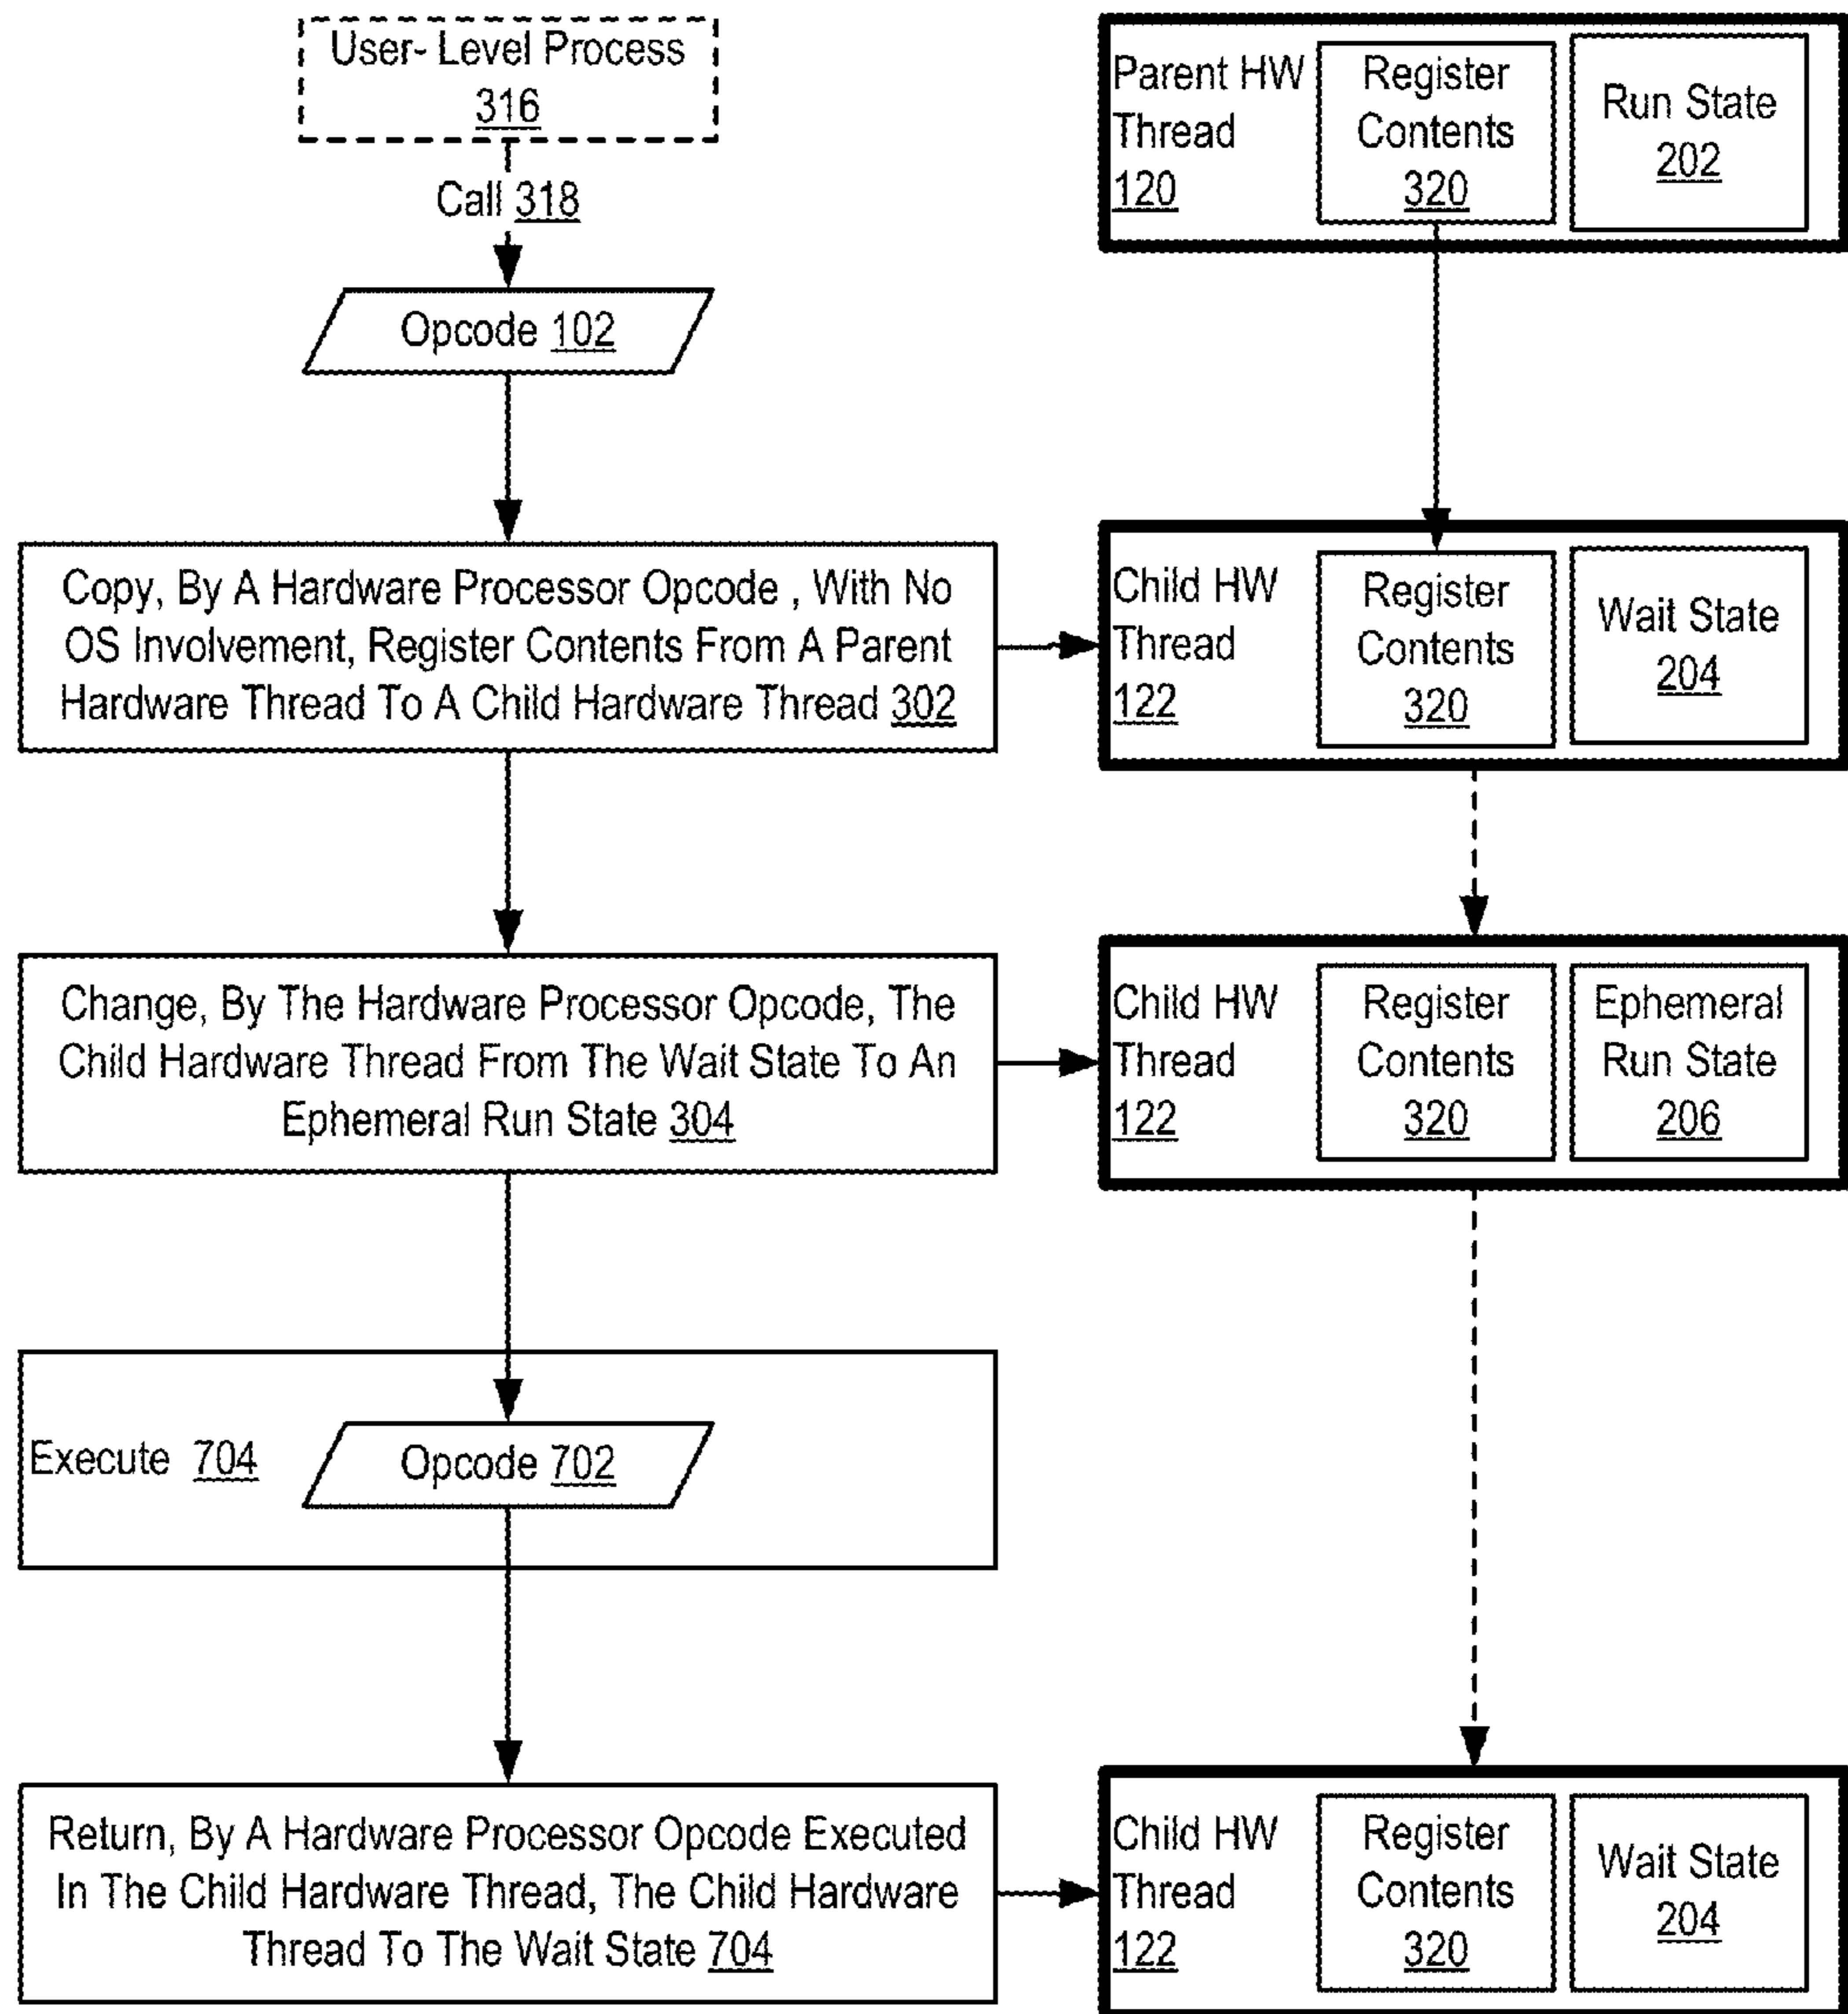 User- Level Process
316
Call 318
Opcode 102
Parent HW
Thread
120
Register
Contents
320
Run State
202
Copy, By A Hardware Processor Opcode , With No
OS Involvement, Register Contents From A Parent
Hardware Thread To A Child Hardware Thread 302
Child HW
Thread
122
Register
Contents
320
Wait State
204
Change, By The Hardware Processor Opcode, The
Child Hardware Thread From The Wait State To An
Ephemeral Run State 304
Child HW
Thread
122
Register
Contents
320
Ephemeral
Run State
206
Execute 704
Opcode 702
Return, By A Hardware Processor Opcode Executed
In The Child Hardware Thread, The Child Hardware
Thread To The Wait State 704
Child HW
Thread
122
Register
Contents
320
Wait State
204